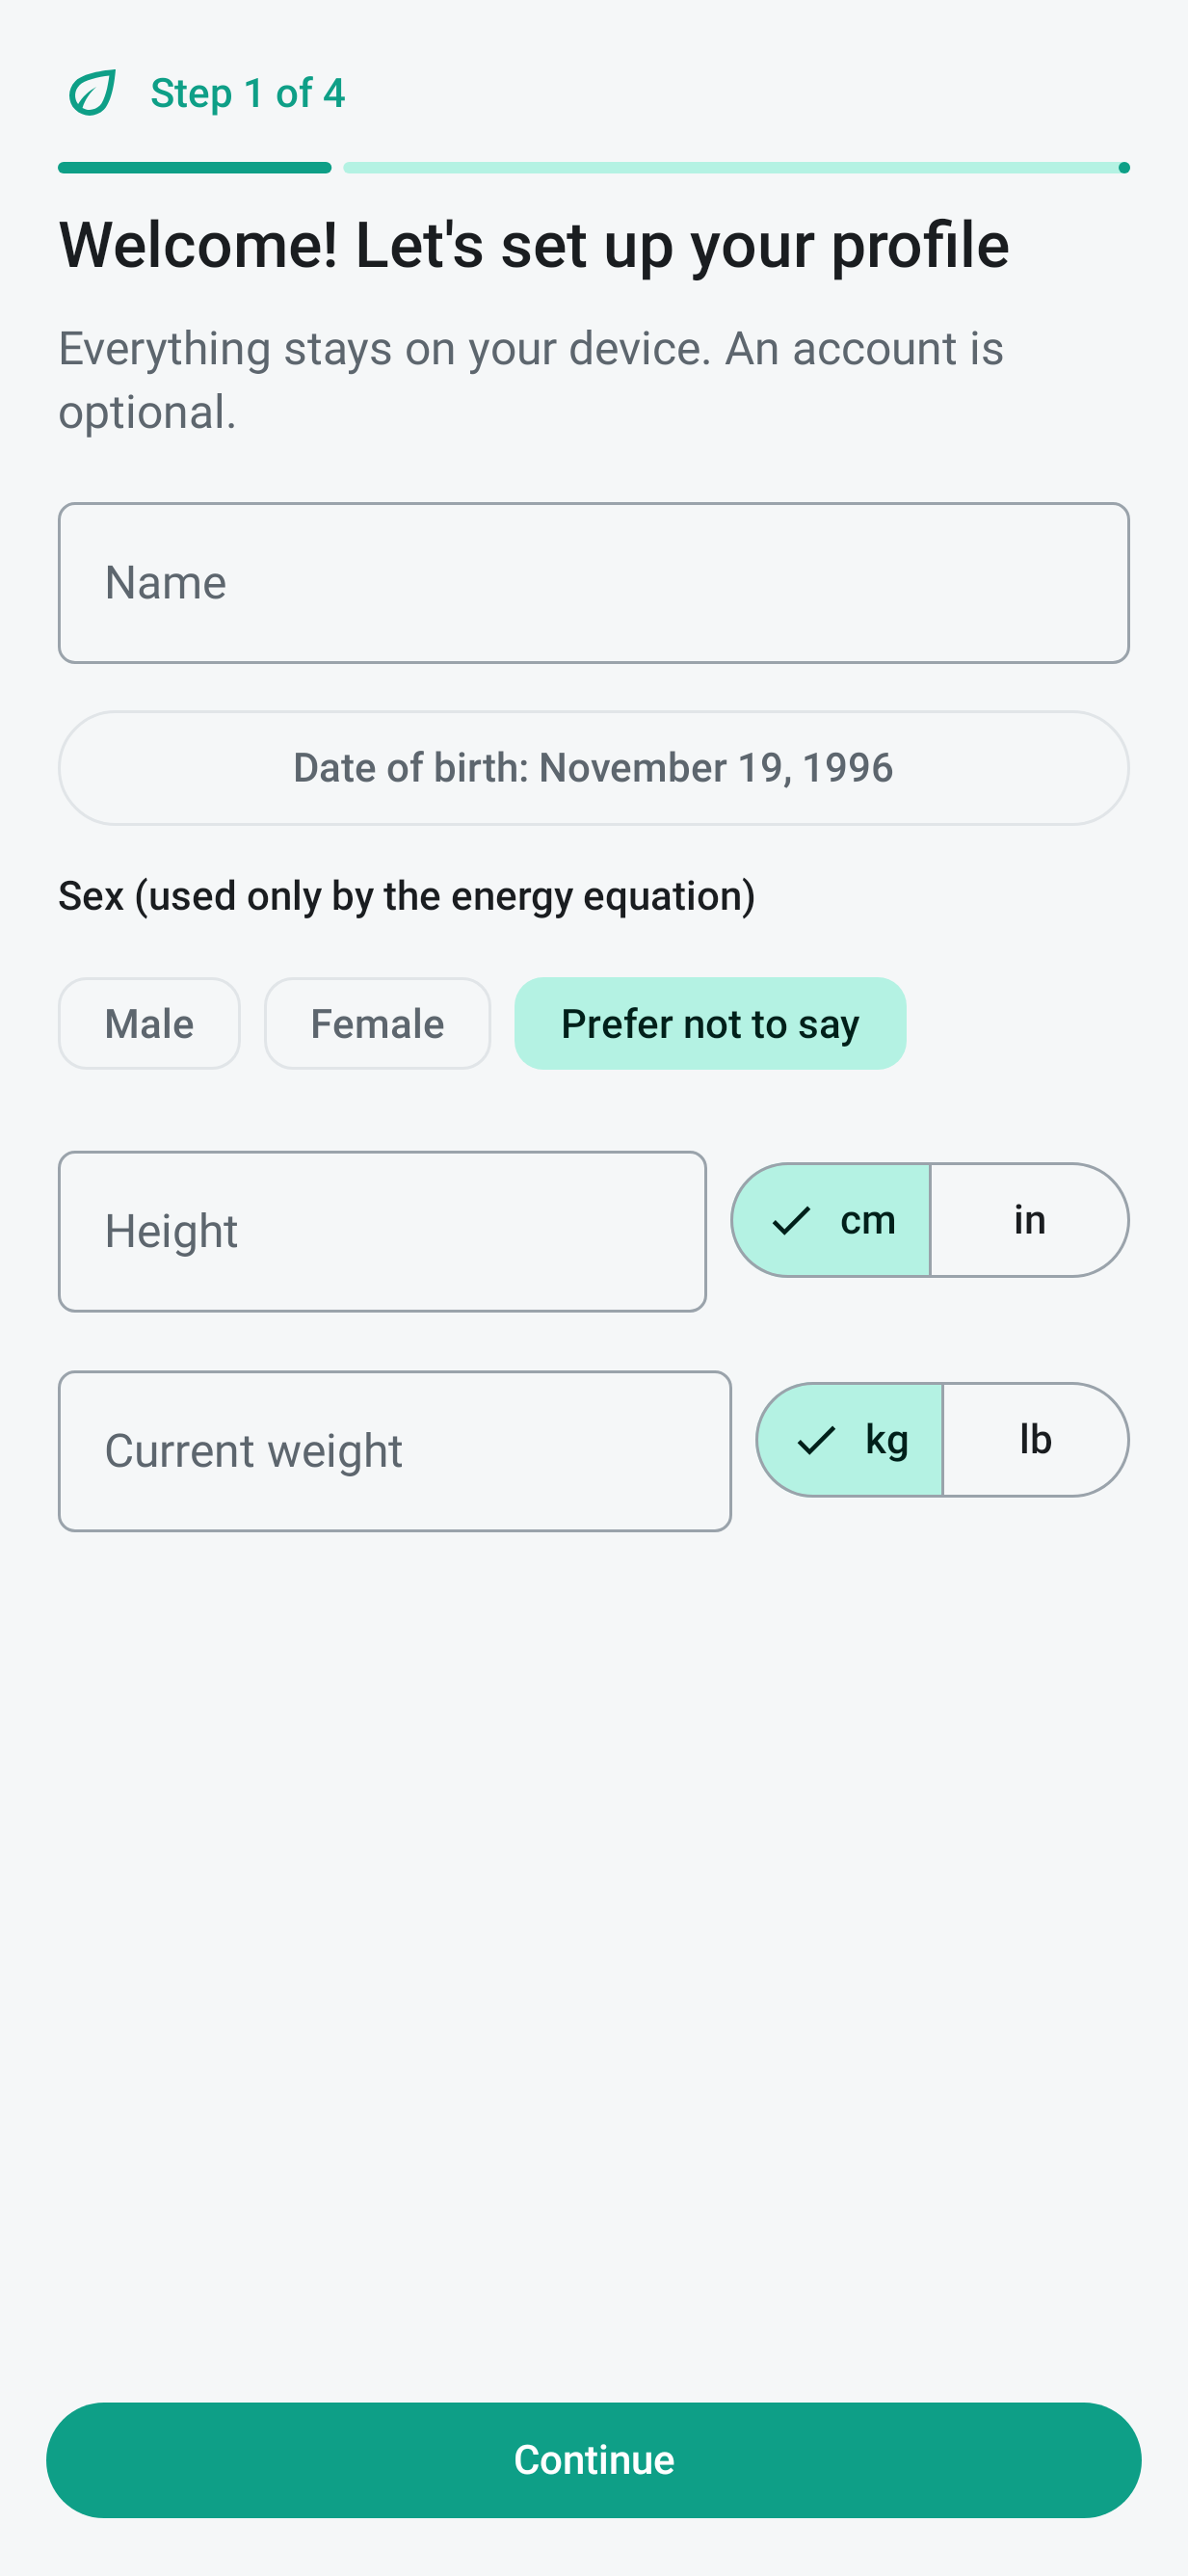 Step 1 of 4
Welcome! Let's set up your profile
Everything stays on your device. An account is
optional.
Name
Date of birth: November 19, 1996
Sex (used only by the energy equation)
Male Female Prefer not to say
Height cm in
Current weight kg lb
Continue